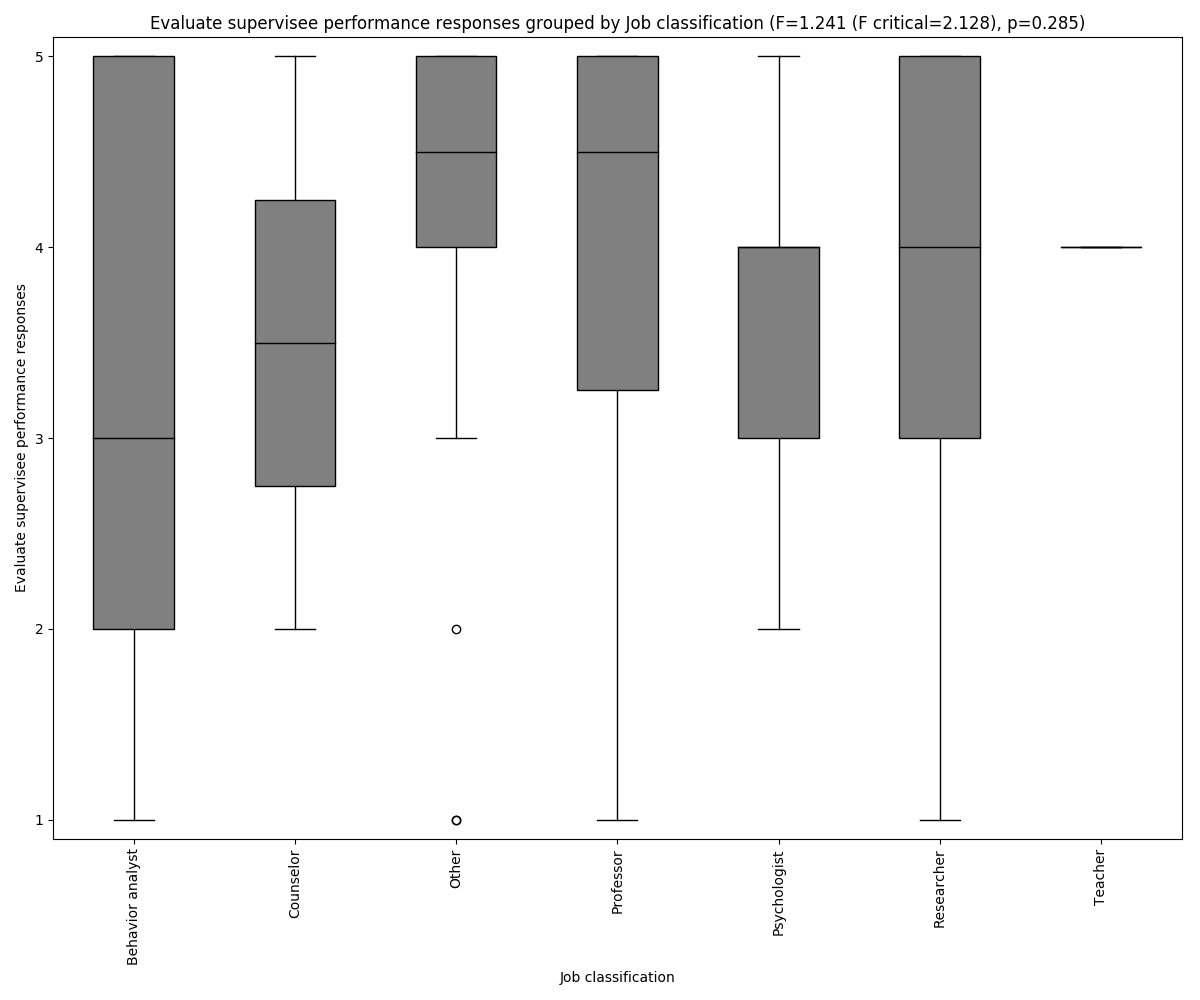 Evaluate supervisee performance responses grouped by Job classification (F=1.241 (F critical=2.128), p=0.285)
Evaluate supervisee performance responses
5
4
3
2
1
Behavior analyst
Counselor
Other
Professor
Psychologist
Researcher
Teacher
Job classification